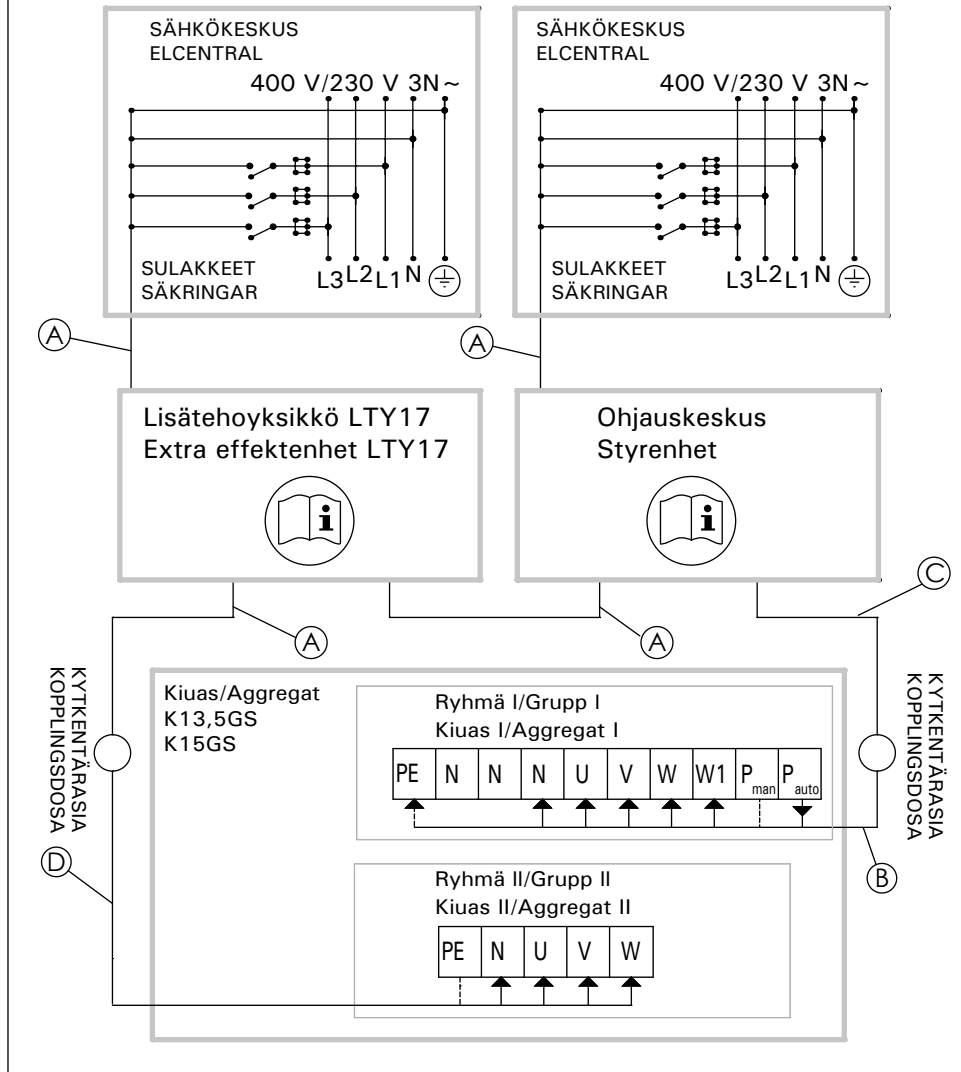 SÄHKÖKESKUS
ELCENTRAL
400 V/230 V 3N~
SULAKKEET
SÄKRINGAR
L3 L2 L1 N
SÄHKÖKESKUS
ELCENTRAL
400 V/230 V 3N~
SULAKKEET
SÄKRINGAR
L3 L2 L1 N
A
A
Lisätehoyksikkö LTY17
Extra effektenhet LTY17
i
Ohjauskeskus
Styrenhet
i
C
A
A
KYTKENTÄRASIA
KOPPLINGSDOSA
Kiuas/Aggregat
K13,5GS
K15GS
Ryhmä I/Grupp I
Kiuas I/Aggregat I
PE N N N U V W W1 Pman Pauto
KYTKENTÄRASIA
KOPPLINGSDOSA
D
B
Ryhmä II/Grupp II
Kiuas II/Aggregat II
PE N U V W